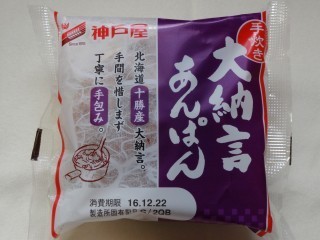 神戸屋
手炊き
大納言
あんぱん
北海道十勝産大納言。
手間を惜しまず
丁寧に手包み。
消費期限 16.12.22